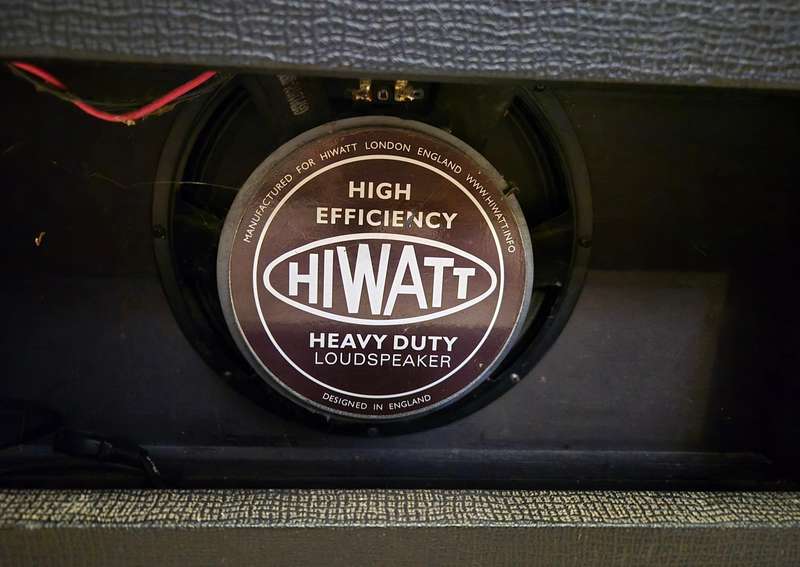 MANUFACTURED FOR HIWATT LONDON ENGLAND WWW.HIWATT.INFO
HIGH
EFFICIENCY
HIWATT
HEAVY DUTY
LOUDSPEAKER
DESIGNED IN ENGLAND